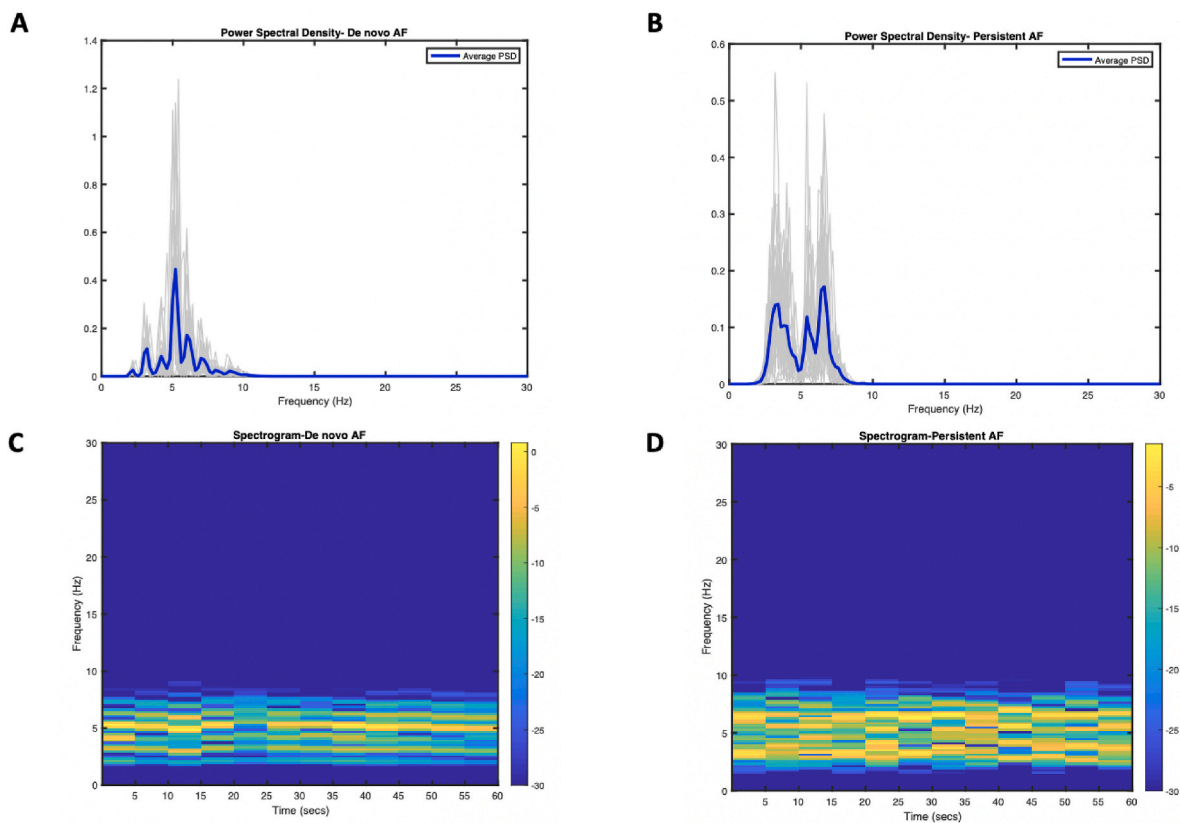 A
Power Spectral Density- De novo AF
Average PSD
1.4
1.2
1
0.8
0.6
0.4
0.2
0
0 5 10 15 20 25 30
Frequency (Hz)
B
Power Spectral Density- Persistent AF
Average PSD
0.6
0.5
0.4
0.3
0.2
0.1
0
0 5 10 15 20 25 30
Frequency (Hz)
C
Spectrogram-De novo AF
Frequency (Hz)
30
25
20
15
10
5
0
5 10 15 20 25 30 35 40 45 50 55 60
Time (secs)
0
-5
-10
-15
-20
-25
-30
D
Spectrogram-Persistent AF
Frequency (Hz)
30
25
20
15
10
5
0
5 10 15 20 25 30 35 40 45 50 55 60
Time (secs)
-5
-10
-15
-20
-25
-30